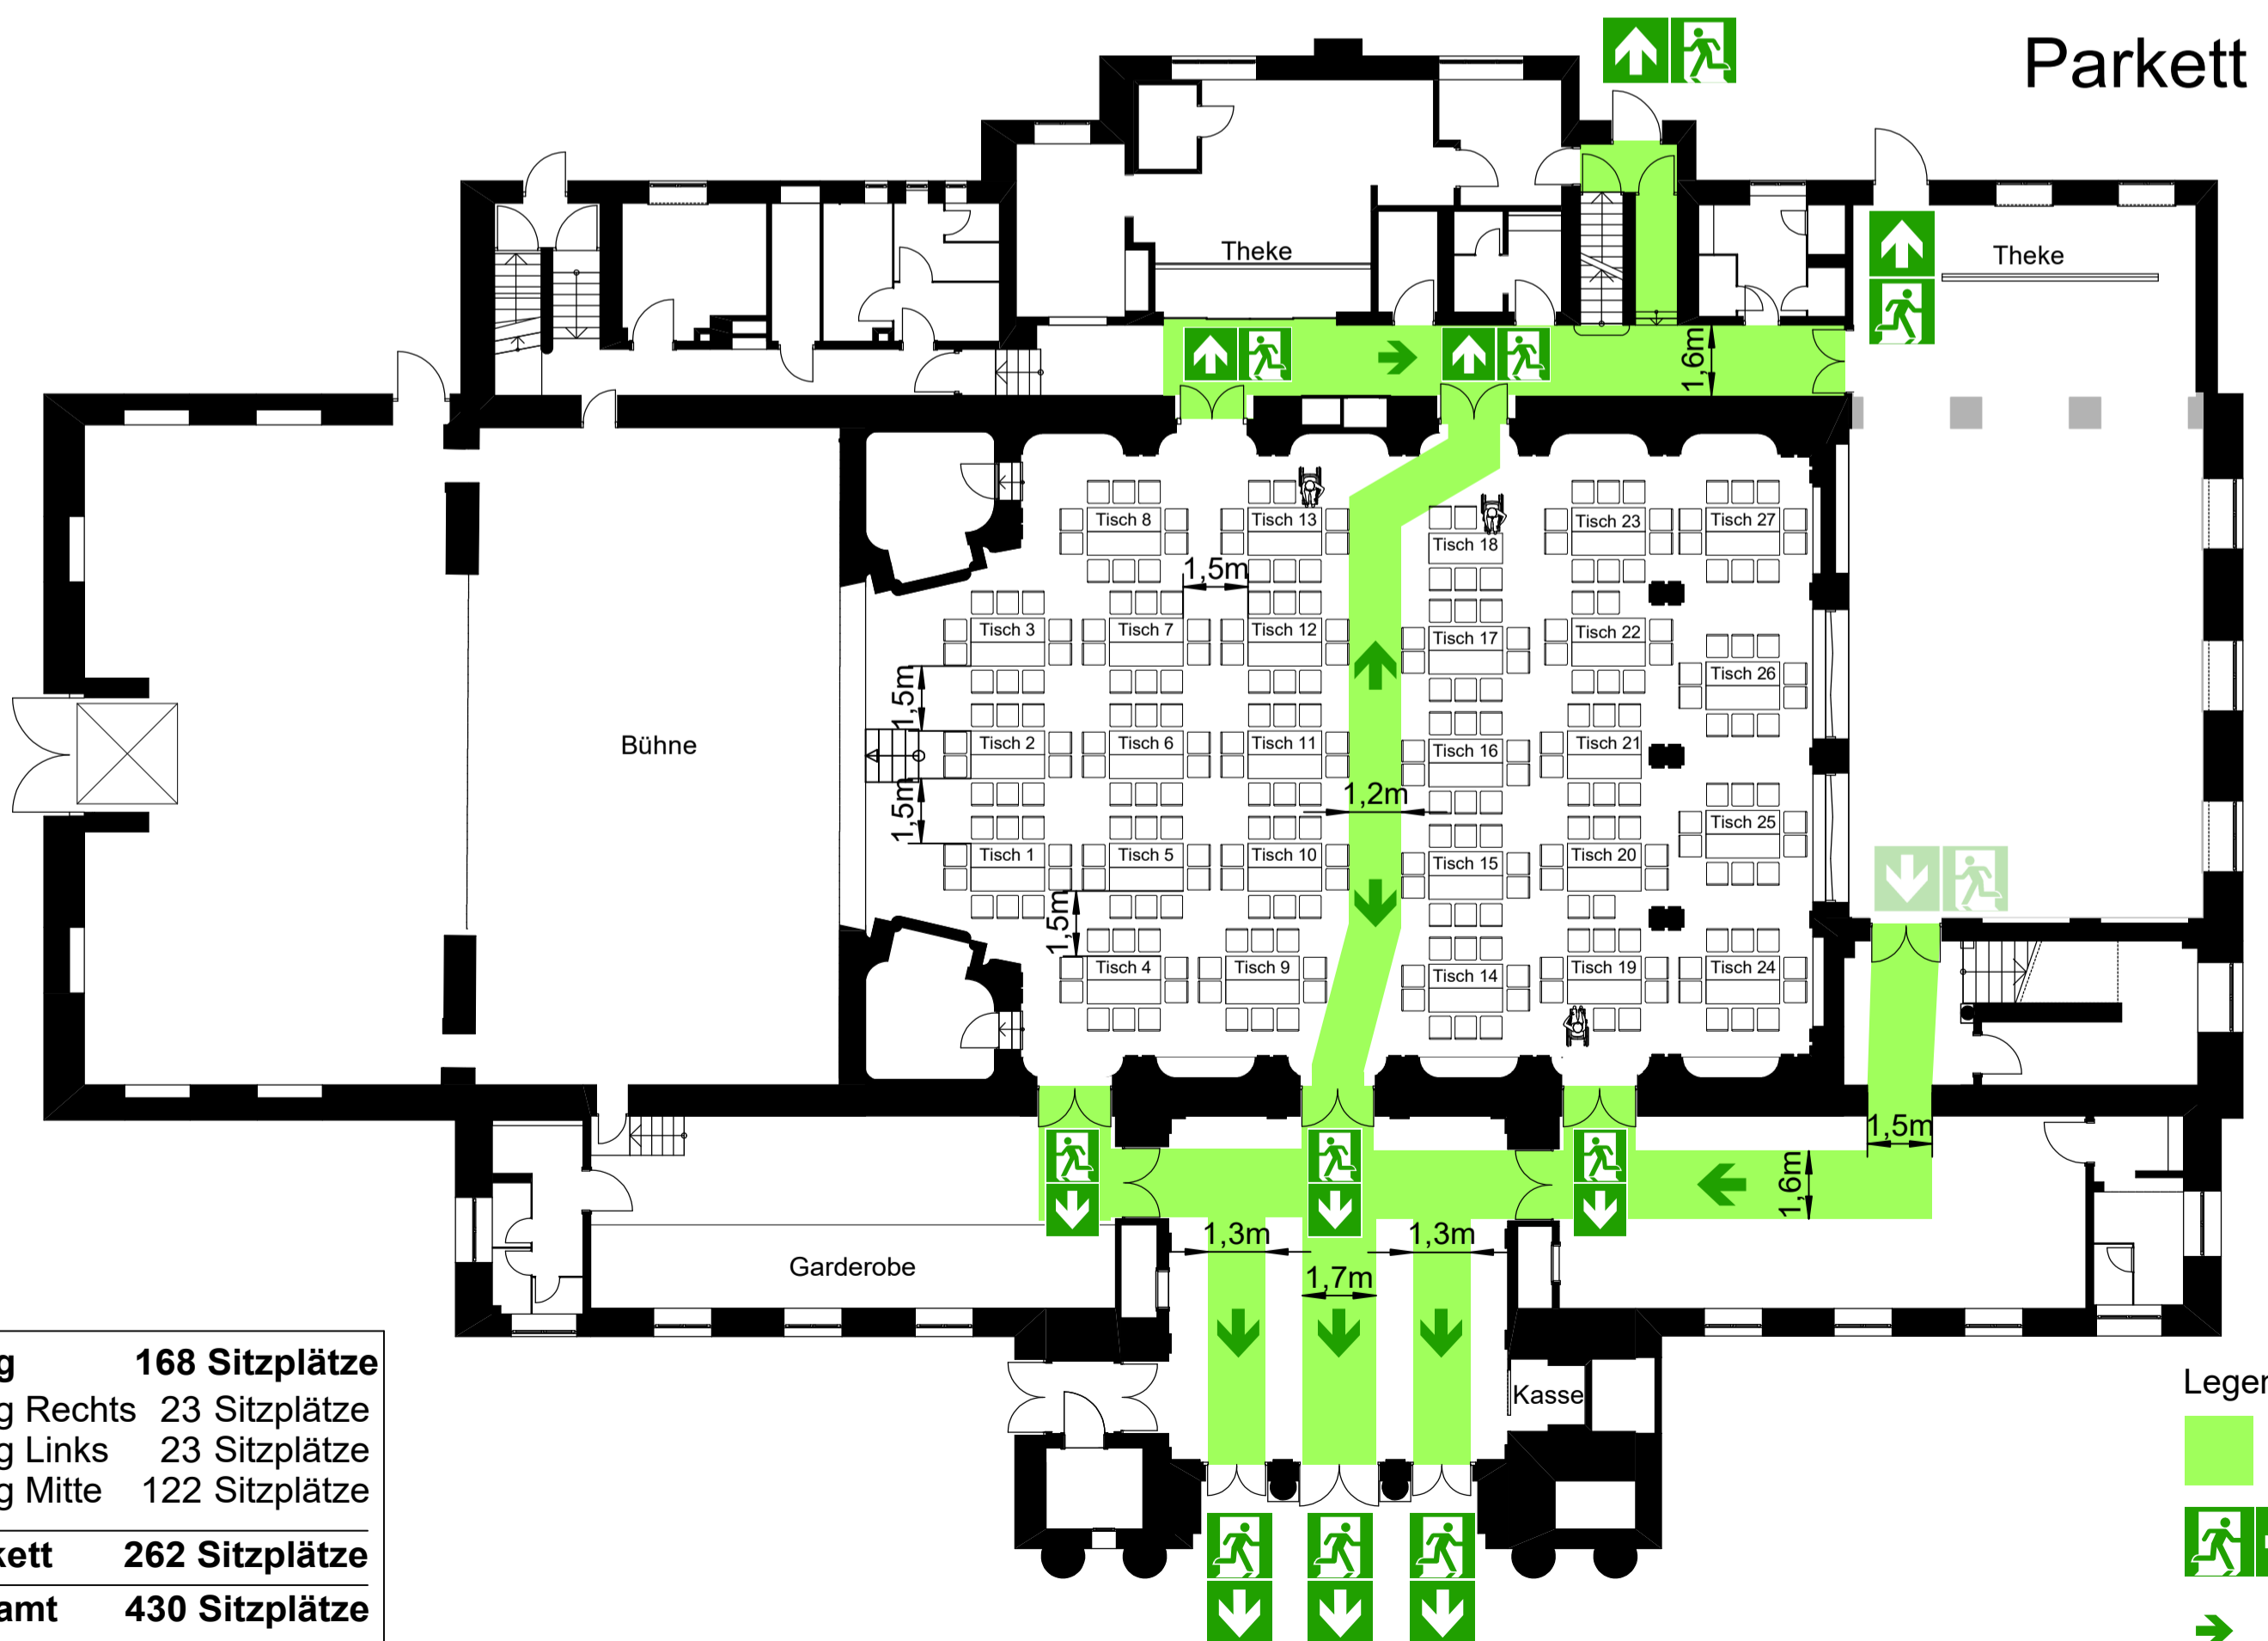 Parkett
Theke
Theke
1,6m
Tisch 8
Tisch 13
Tisch 18
Tisch 23
Tisch 27
1,5m
Tisch 3
Tisch 7
Tisch 12
Tisch 17
Tisch 22
Tisch 26
1,5m
Bühne
Tisch 2
Tisch 6
Tisch 11
Tisch 16
Tisch 21
1,5m
1,2m
Tisch 1
Tisch 5
Tisch 10
Tisch 15
Tisch 20
Tisch 25
1,5m
Tisch 4
Tisch 9
Tisch 14
Tisch 19
Tisch 24
1,5m
1,6m
1,3m
1,3m
1,7m
Garderobe
Kasse
g 168 Sitzplätze
g Rechts 23 Sitzplätze
g Links 23 Sitzplätze
g Mitte 122 Sitzplätze
kett 262 Sitzplätze
amt 430 Sitzplätze
Legen